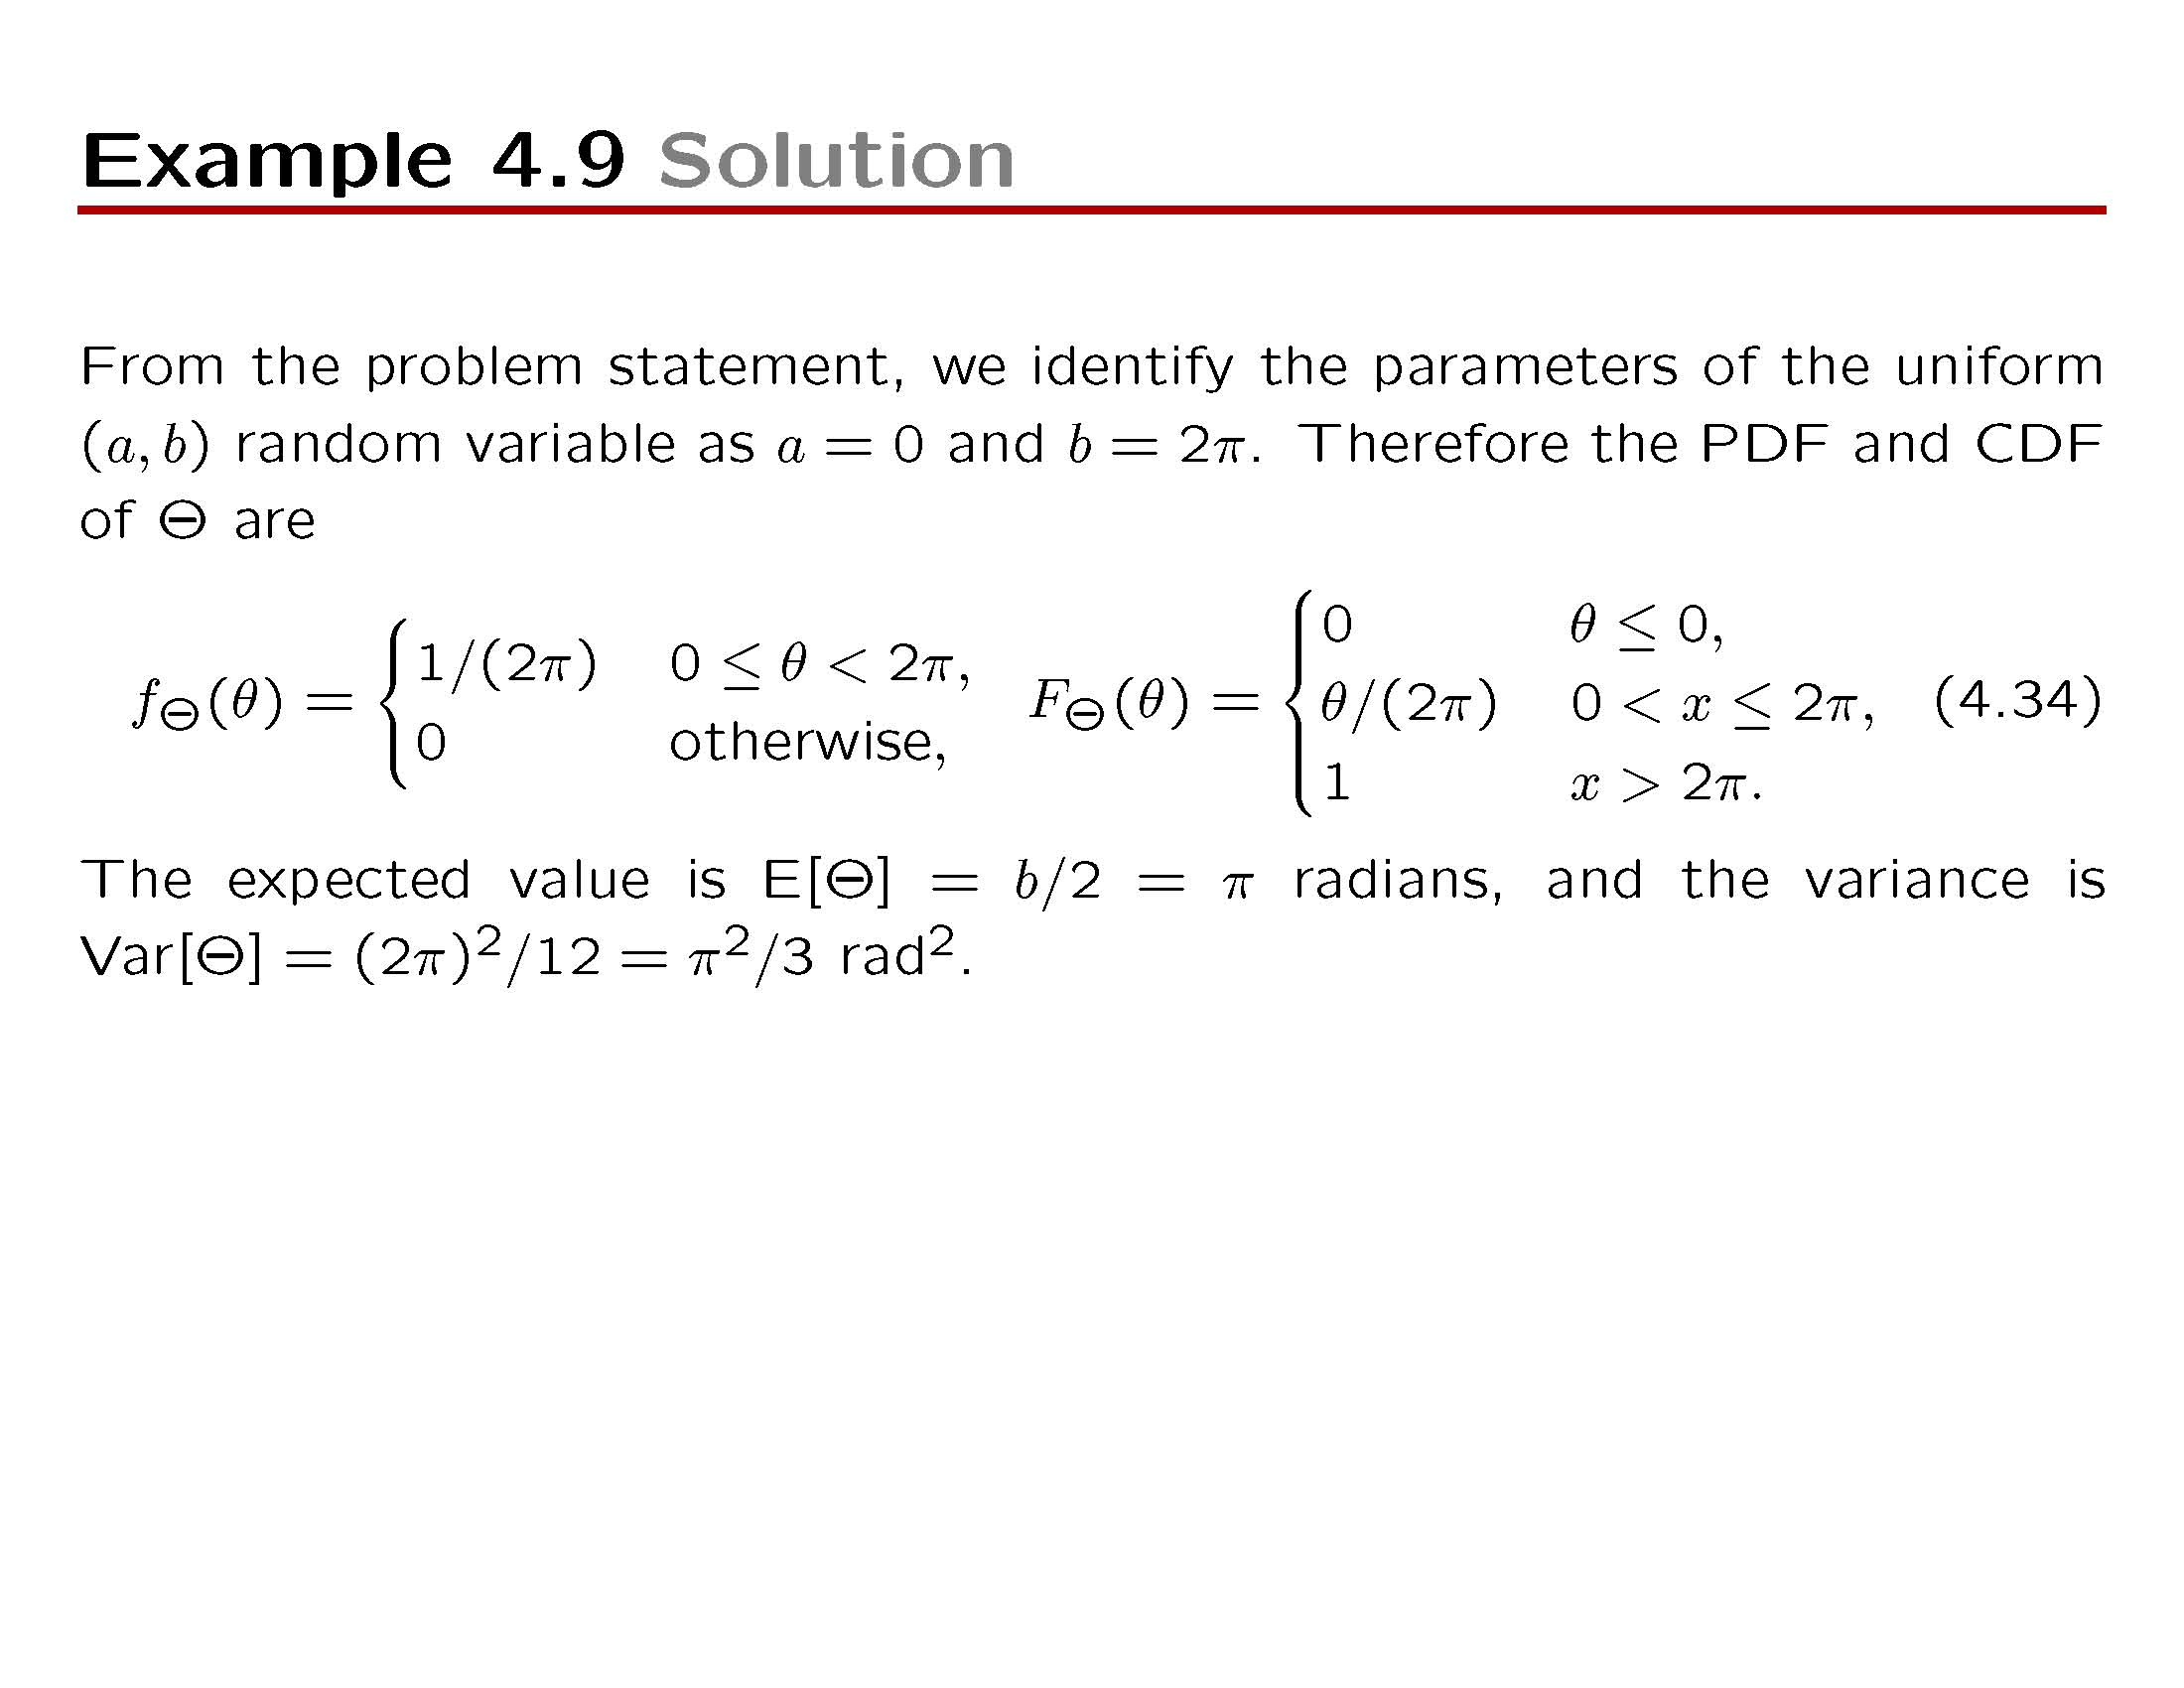 Example 4.9 Solution
From the problem statement, we identify the parameters of the uniform
(a, b) random variable as a = 0 and b = 2π. Therefore the PDF and CDF
of Θ are
f_Θ(θ) = { 1/(2π) 0 ≤ θ < 2π, 0 otherwise, F_Θ(θ) = { 0 θ ≤ 0, θ/(2π) 0 < x ≤ 2π, 1 x > 2π. (4.34)
The expected value is E[Θ] = b/2 = π radians, and the variance is
Var[Θ] = (2π)²/12 = π²/3 rad².